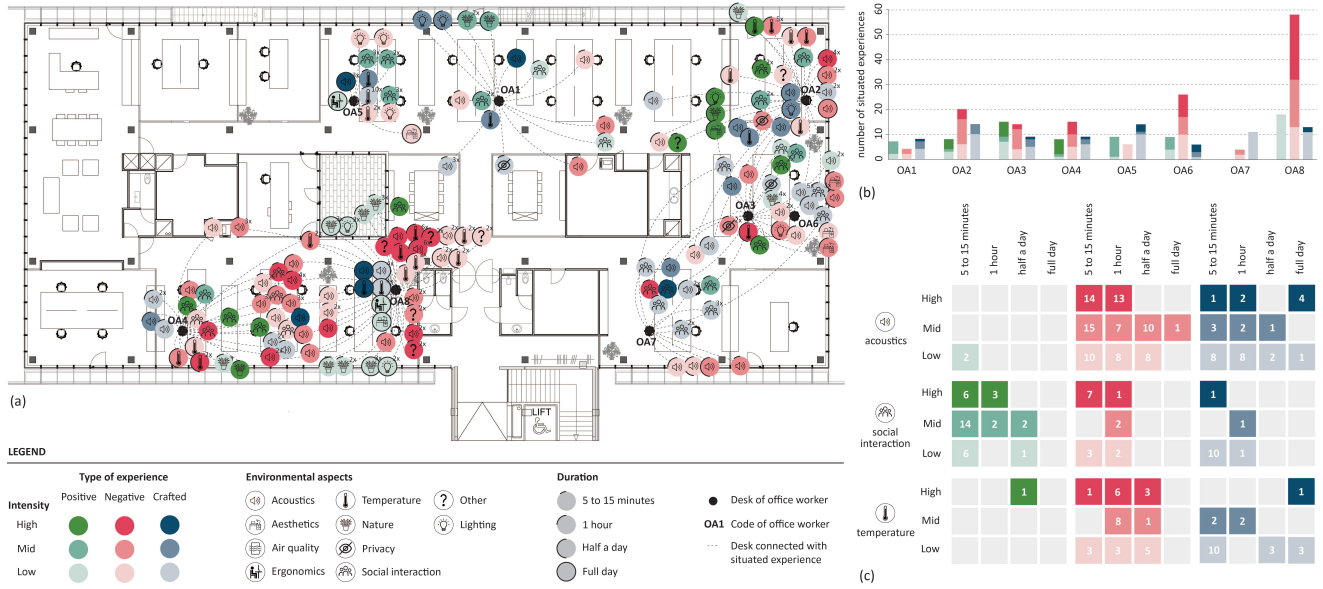 OA1
OA2
OA5
OA3
OA6
OA8
OA4
OA7
LIFT
(a)
number of situated experiences
60
50
40
30
20
10
0
OA1 OA2 OA3 OA4 OA5 OA6 OA7 OA8
(b)
5 to 15 minutes 1 hour half a day full day 5 to 15 minutes 1 hour half a day full day 5 to 15 minutes 1 hour half a day full day
acoustics
High 14 13 1 2 4
Mid 15 7 10 1 3 2 1
Low 2 10 8 8 8 8 2 1
social interaction
High 6 3 7 1 1
Mid 14 2 2 2 1
Low 6 1 3 2 10 1
temperature
High 1 1 6 3 1
Mid 8 1 2 2
Low 3 3 5 10 3 3
(c)
LEGEND
Type of experience
Intensity Positive Negative Crafted
High
Mid
Low
Environmental aspects
Acoustics Temperature ? Other
Aesthetics Nature Lighting
Air quality Privacy
Ergonomics Social interaction
Duration
5 to 15 minutes
1 hour
Half a day
Full day
Desk of office worker
OA1 Code of office worker
Desk connected with
situated experience